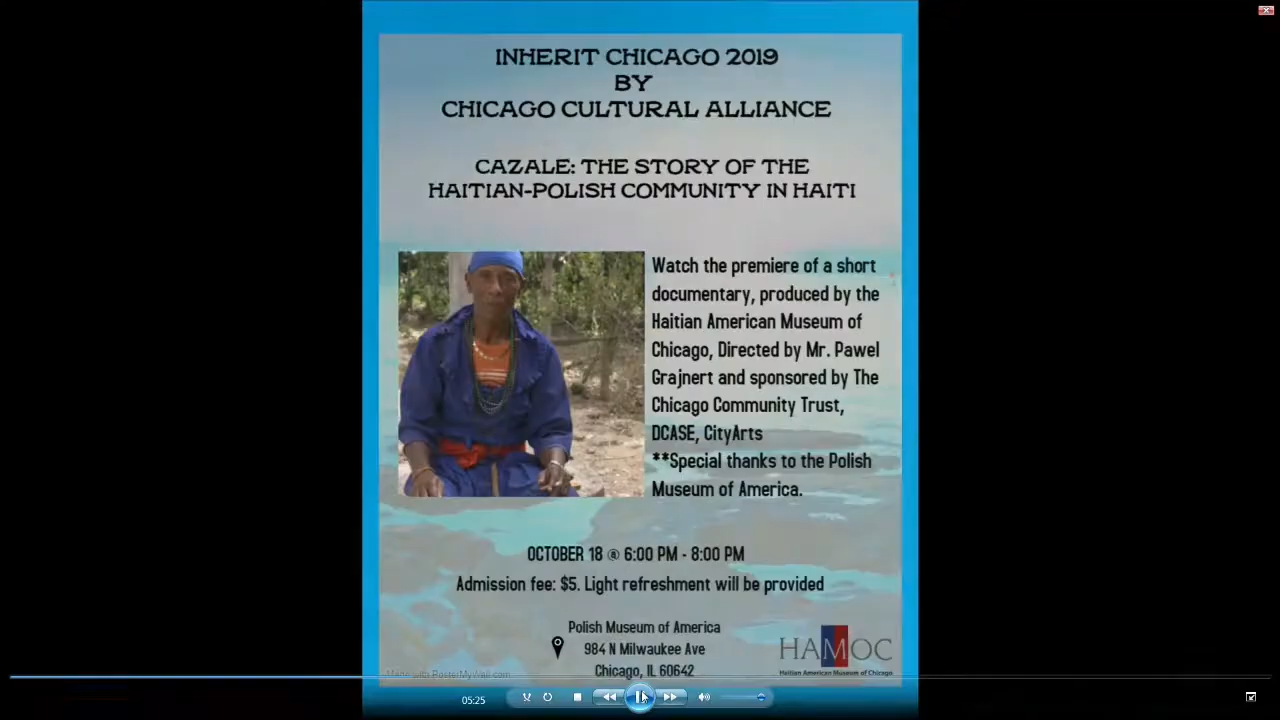 INHERIT CHICAGO 2019
BY
CHICAGO CULTURAL ALLIANCE
CAZALE: THE STORY OF THE
HAITIAN-POLISH COMMUNITY IN HAITI
Watch the premiere of a short
documentary, produced by the
Haitian American Museum of
Chicago, Directed by Mr. Pawel
Grajnert and sponsored by The
Chicago Community Trust,
DCASE, CityArts
**Special thanks to the Polish
Museum of America.
OCTOBER 18 @ 6:00 PM - 8:00 PM
Admission fee: $5. Light refreshment will be provided
Polish Museum of America
984 N Milwaukee Ave
Chicago, IL 60642
HAMOC
Haitian American Museum of Chicago
Made with PosterMyWall.com
05:25